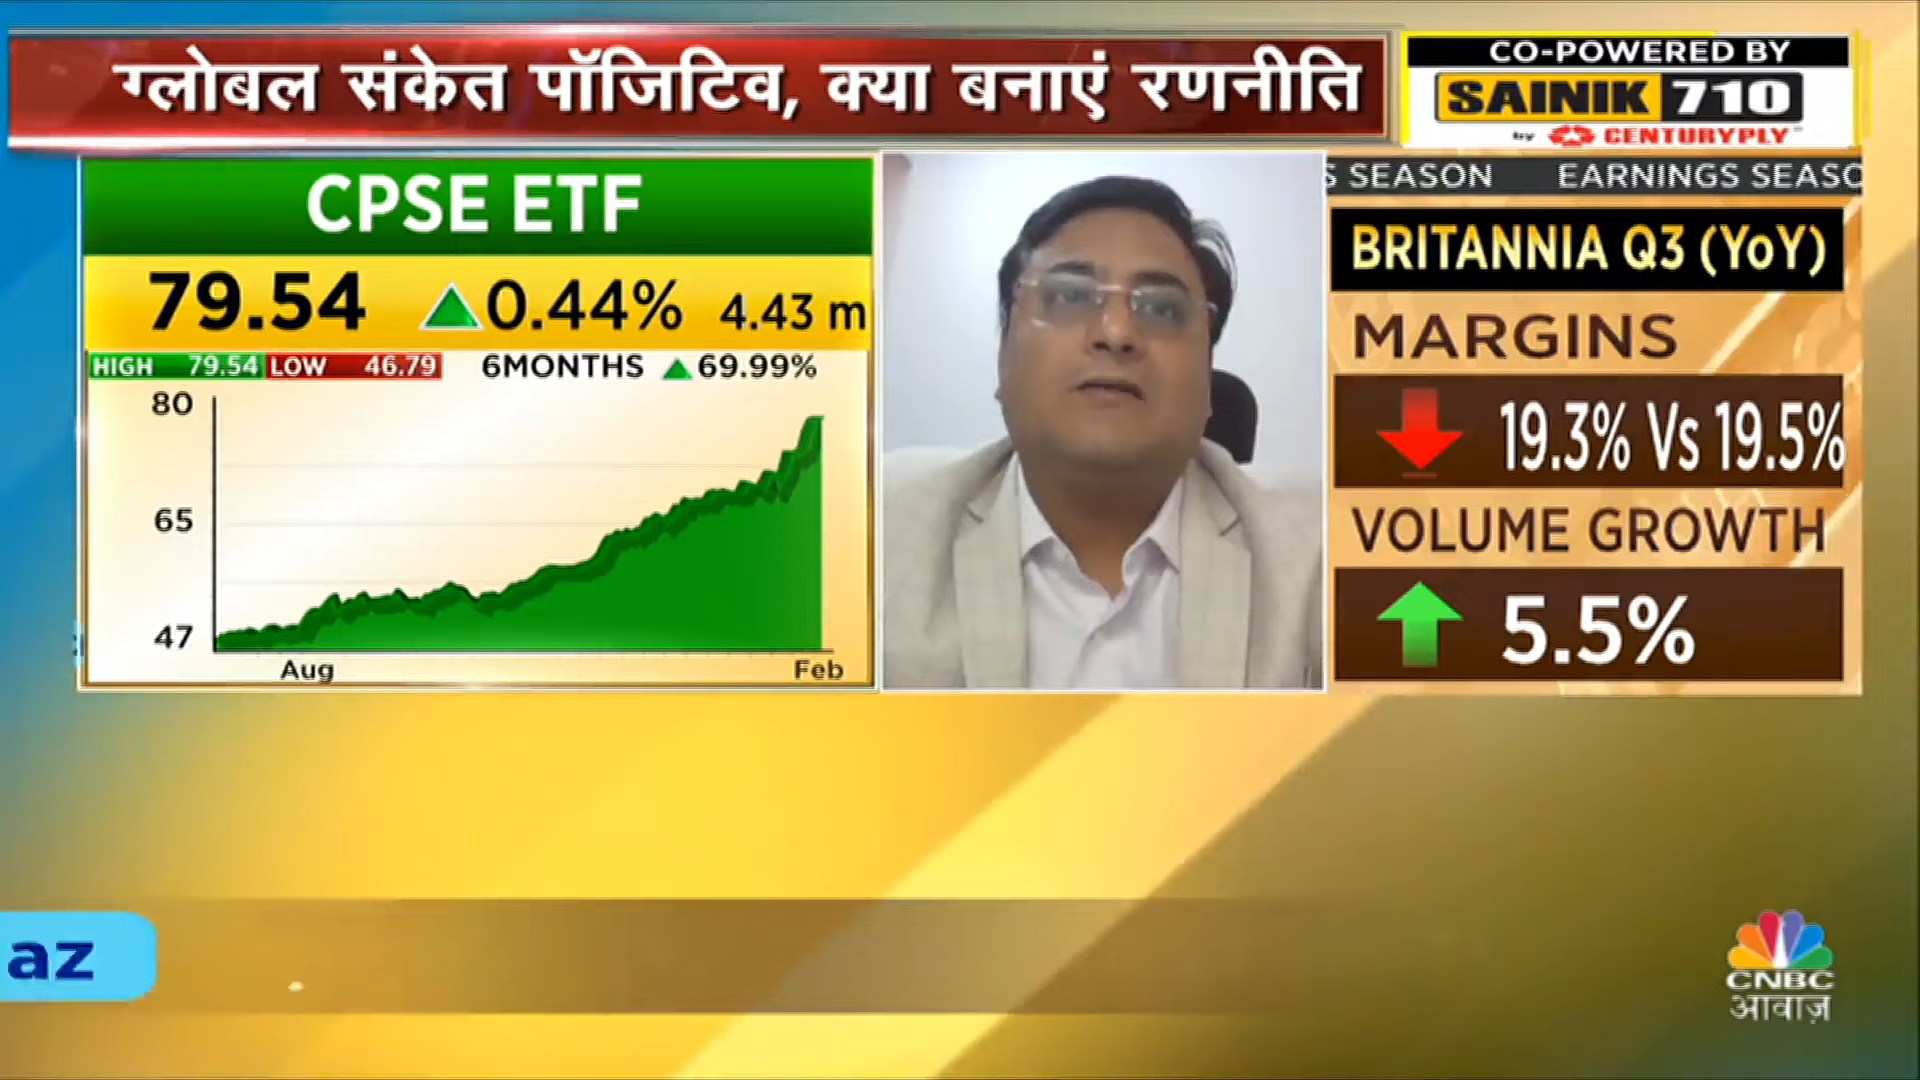 ग्लोबल संकेत पॉजिटिव, क्या बनाएं रणनीति
CO-POWERED BY
SAINIK 710
by CENTURYPLY
CPSE ETF
79.54 0.44% 4.43 m
HIGH 79.54 LOW 46.79 6MONTHS 69.99%
80
65
47
Aug Feb
SEASON EARNINGS SEASO
BRITANNIA Q3 (YoY)
MARGINS
19.3% Vs 19.5%
VOLUME GROWTH
5.5%
az
CNBC
आवाज़